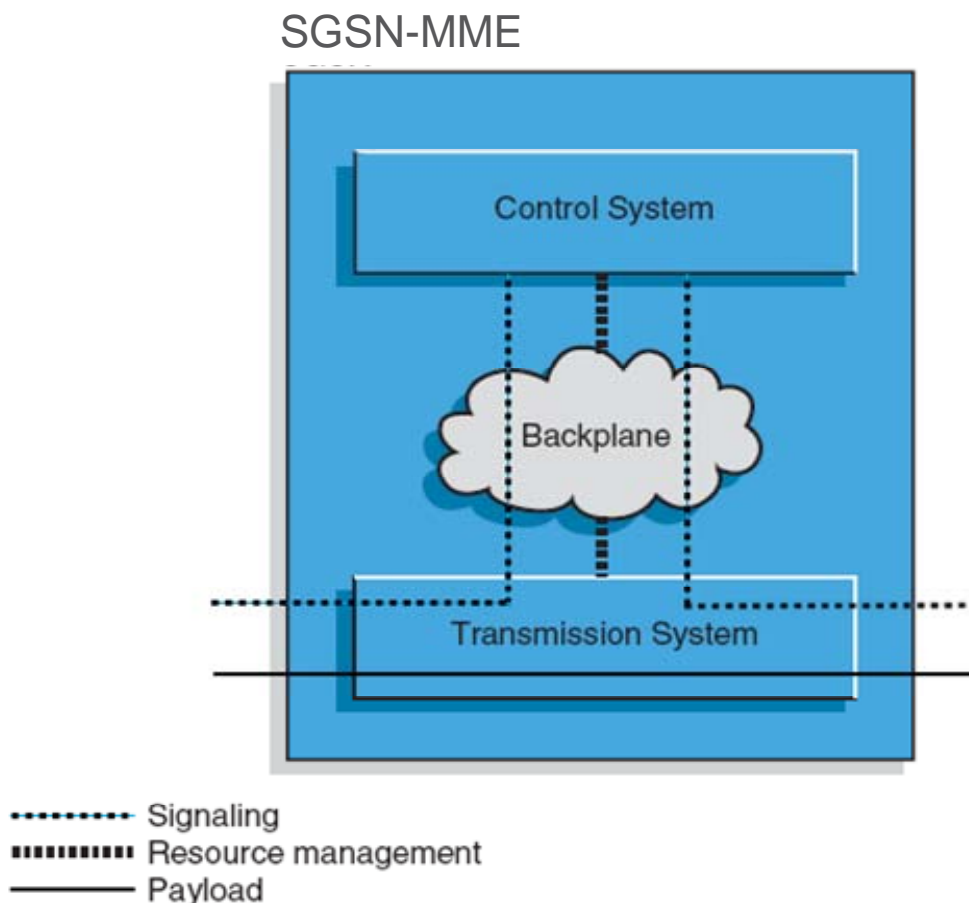 SGSN-MME
Control System
Backplane
Transmission System
Signaling
Resource management
Payload